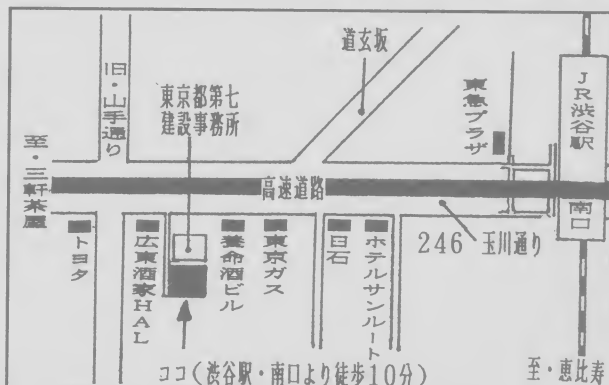 道玄坂
旧・山手通り
東京都第七
建設事務所
東急プラザ
JR渋谷駅
南口
至・三軒茶屋
高速道路
トヨタ
広東酒家HAL
養命酒ビル
東京ガス
日石
ホテルサンルート
246 玉川通り
ココ(渋谷駅・南口より徒歩10分)
至・恵比寿